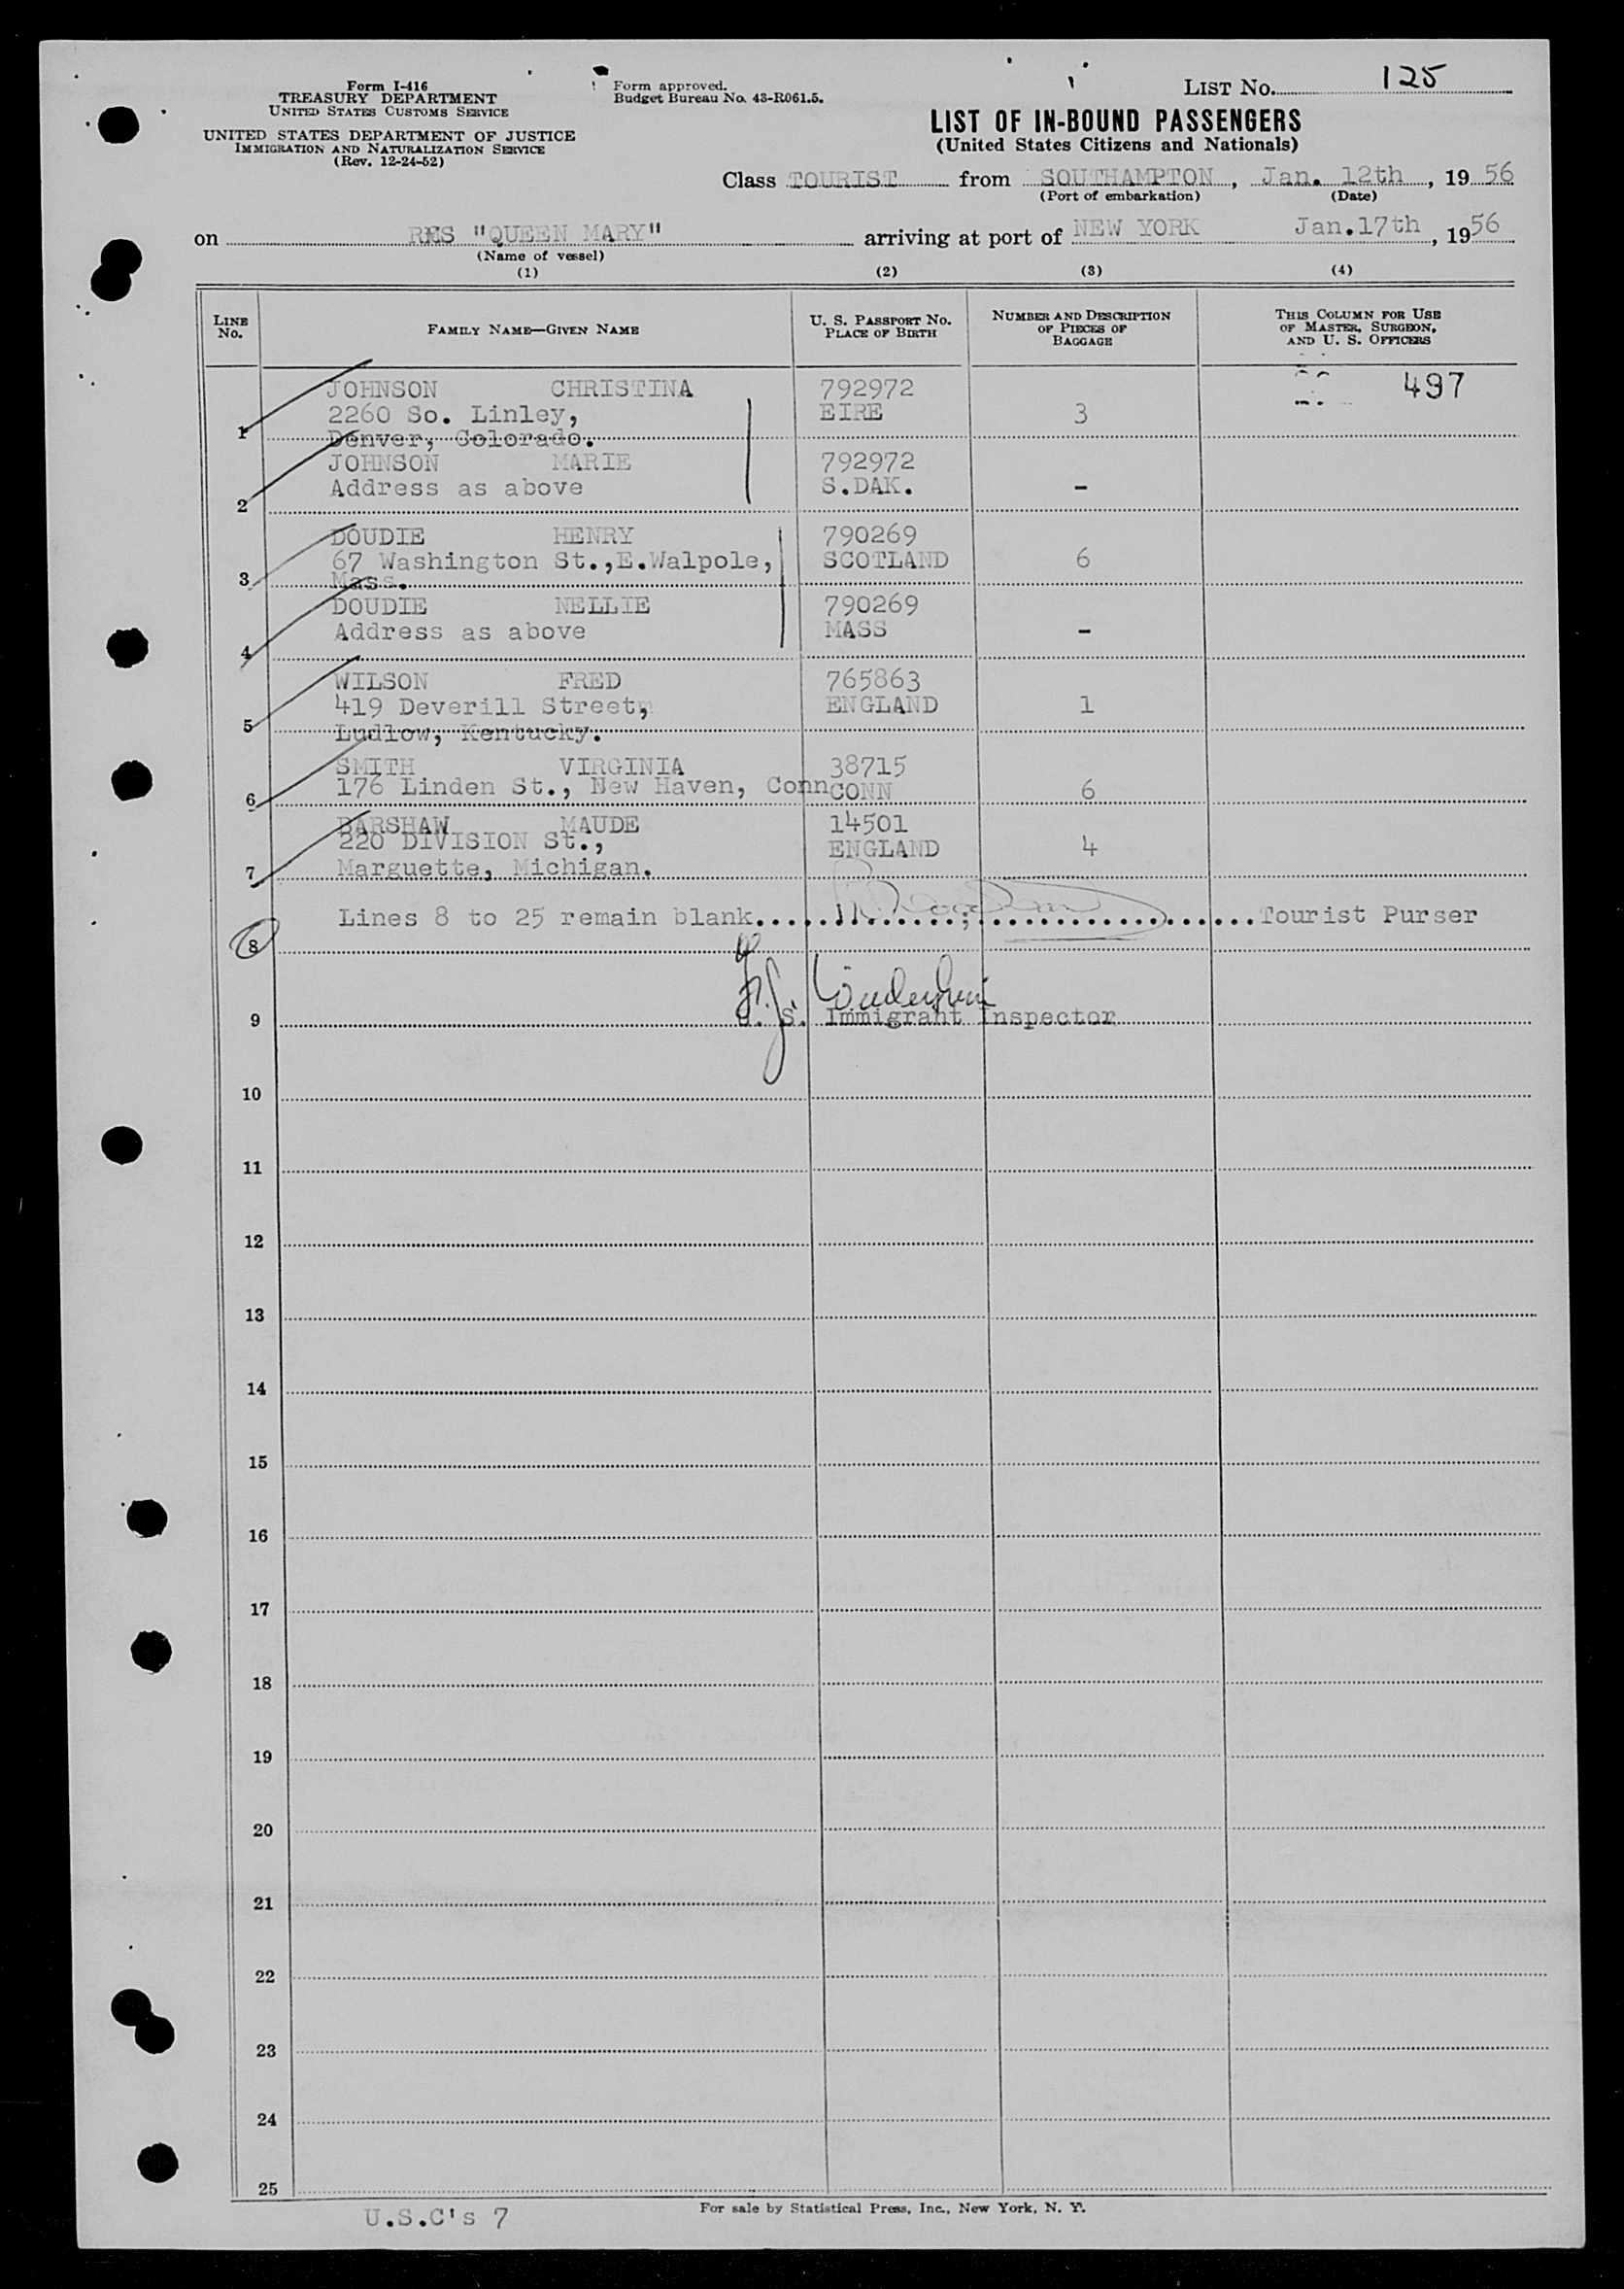 Form I-416
TREASURY DEPARTMENT
UNITED STATES CUSTOMS SERVICE
UNITED STATES DEPARTMENT OF JUSTICE
IMMIGRATION AND NATURALIZATION SERVICE
(Rev. 12-24-52)
Form approved.
Budget Bureau No. 43-R061.5.
LIST No. 125
LIST OF IN-BOUND PASSENGERS
(United States Citizens and Nationals)
Class TOURIST from SOUTHAMPTON, Jan. 12th, 19 56
(Port of embarkation) (Date)
on RMS "QUEEN MARY" arriving at port of NEW YORK Jan.17th, 1956
(Name of vessel)
(1) (2) (3) (4)
LINE No. FAMILY NAME—GIVEN NAME U. S. PASSPORT No. PLACE OF BIRTH NUMBER AND DESCRIPTION OF PIECES OF BAGGAGE THIS COLUMN FOR USE OF MASTER, SURGEON, AND U. S. OFFICERS
JOHNSON CHRISTINA 792972 497
2260 So. Linley, EIRE 3
1 Denver, Colorado.
JOHNSON MARIE 792972
Address as above S.DAK. -
2
DOUDIE HENRY 790269
67 Washington St.,E.Walpole, SCOTLAND 6
3 Mass.
DOUDIE NELLIE 790269
Address as above MASS -
4
WILSON FRED 765863
419 Deverill Street, ENGLAND 1
5 Ludlow, Kentucky.
SMITH VIRGINIA 38715
176 Linden St., New Haven, Conn CONN 6
6
BARSHAW MAUDE 14501
220 DIVISION St., ENGLAND 4
7 Marguette, Michigan.
Lines 8 to 25 remain blank. Tourist Purser
8
9 U. S. Immigrant Inspector
10
11
12
13
14
15
16
17
18
19
20
21
22
23
24
25
U.S.C's 7
For sale by Statistical Press, Inc., New York, N. Y.